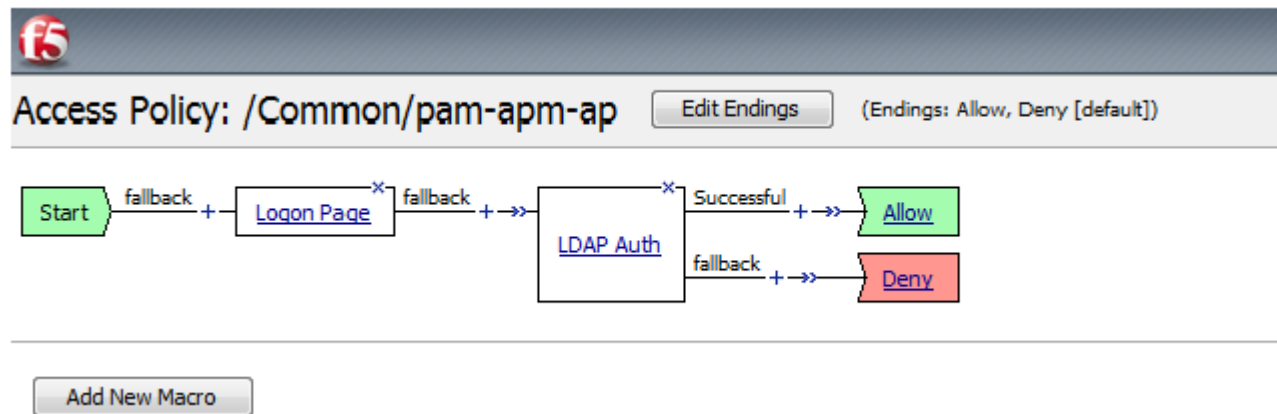 f5
Access Policy: /Common/pam-apm-ap Edit Endings (Endings: Allow, Deny [default])
Start fallback + Logon Page × fallback + LDAP Auth × Successful + Allow
fallback + Deny
Add New Macro